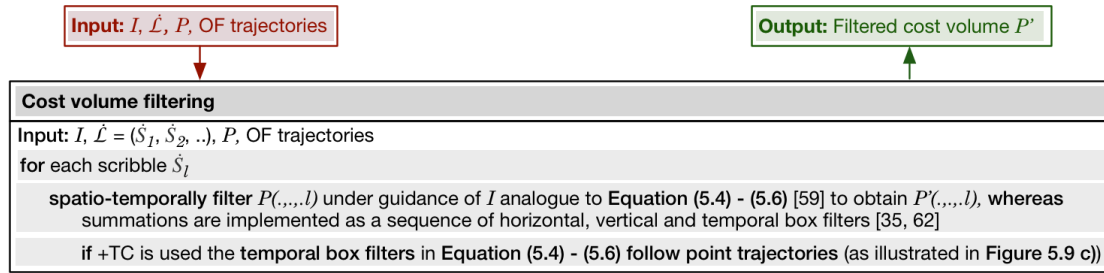 Input: I, L̇, P, OF trajectories
Output: Filtered cost volume P’
Cost volume filtering
Input: I, L̇ = (Ṡ1, Ṡ2, ..), P, OF trajectories
for each scribble Ṡl
spatio-temporally filter P(.,.,.l) under guidance of I analogue to Equation (5.4) - (5.6) [59] to obtain P’(.,.,.l), whereas
summations are implemented as a sequence of horizontal, vertical and temporal box filters [35, 62]
if +TC is used the temporal box filters in Equation (5.4) - (5.6) follow point trajectories (as illustrated in Figure 5.9 c))